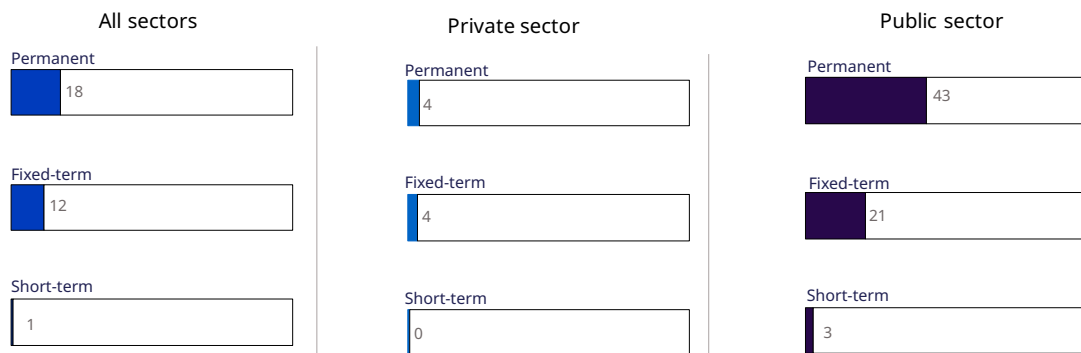 All sectors
Permanent
18
Fixed-term
12
Short-term
1
Private sector
Permanent
4
Fixed-term
4
Short-term
0
Public sector
Permanent
43
Fixed-term
21
Short-term
3